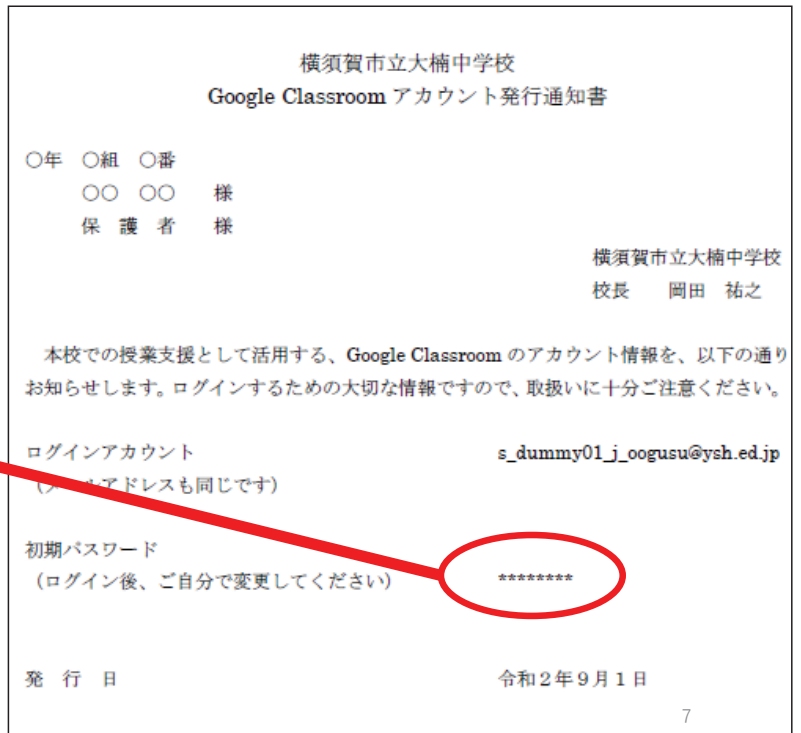 横須賀市立大楠中学校
Google Classroom アカウント発行通知書
○年 ○組 ○番
○○ ○○ 様
保 護 者 様
横須賀市立大楠中学校
校長 岡田 祐之
本校での授業支援として活用する、Google Classroom のアカウント情報を、以下の通り
お知らせします。ログインするための大切な情報ですので、取扱いに十分ご注意ください。
ログインアカウント s_dummy01_j_oogusu@ysh.ed.jp
アドレスも同じです)
初期パスワード
(ログイン後、ご自分で変更してください) ********
発 行 日 令和2年9月1日
7